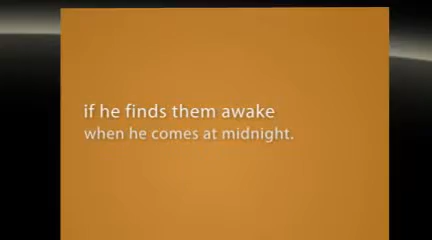 if he finds them awake
when he comes at midnight.